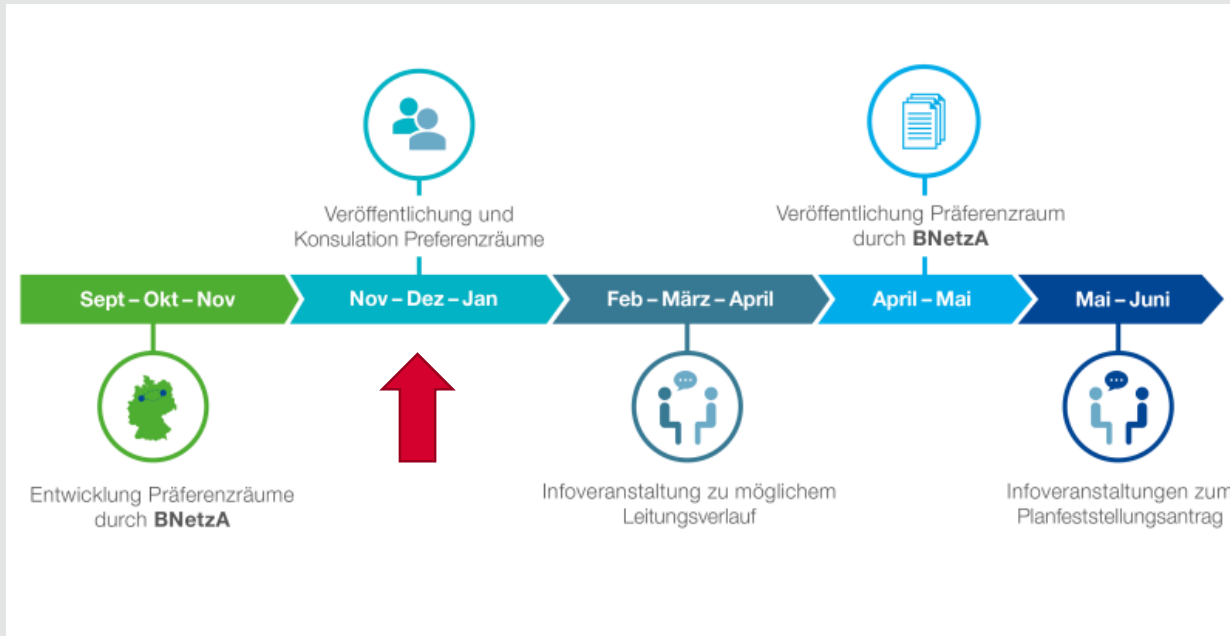 Veröffentlichung und
Konsulation Preferenzräume
Veröffentlichung Präferenzraum
durch BNetzA
Sept – Okt – Nov
Nov – Dez – Jan
Feb – März – April
April – Mai
Mai – Juni
Entwicklung Präferenzräume
durch BNetzA
Infoveranstaltung zu möglichem
Leitungsverlauf
Infoveranstaltungen zum
Planfeststellungsantrag